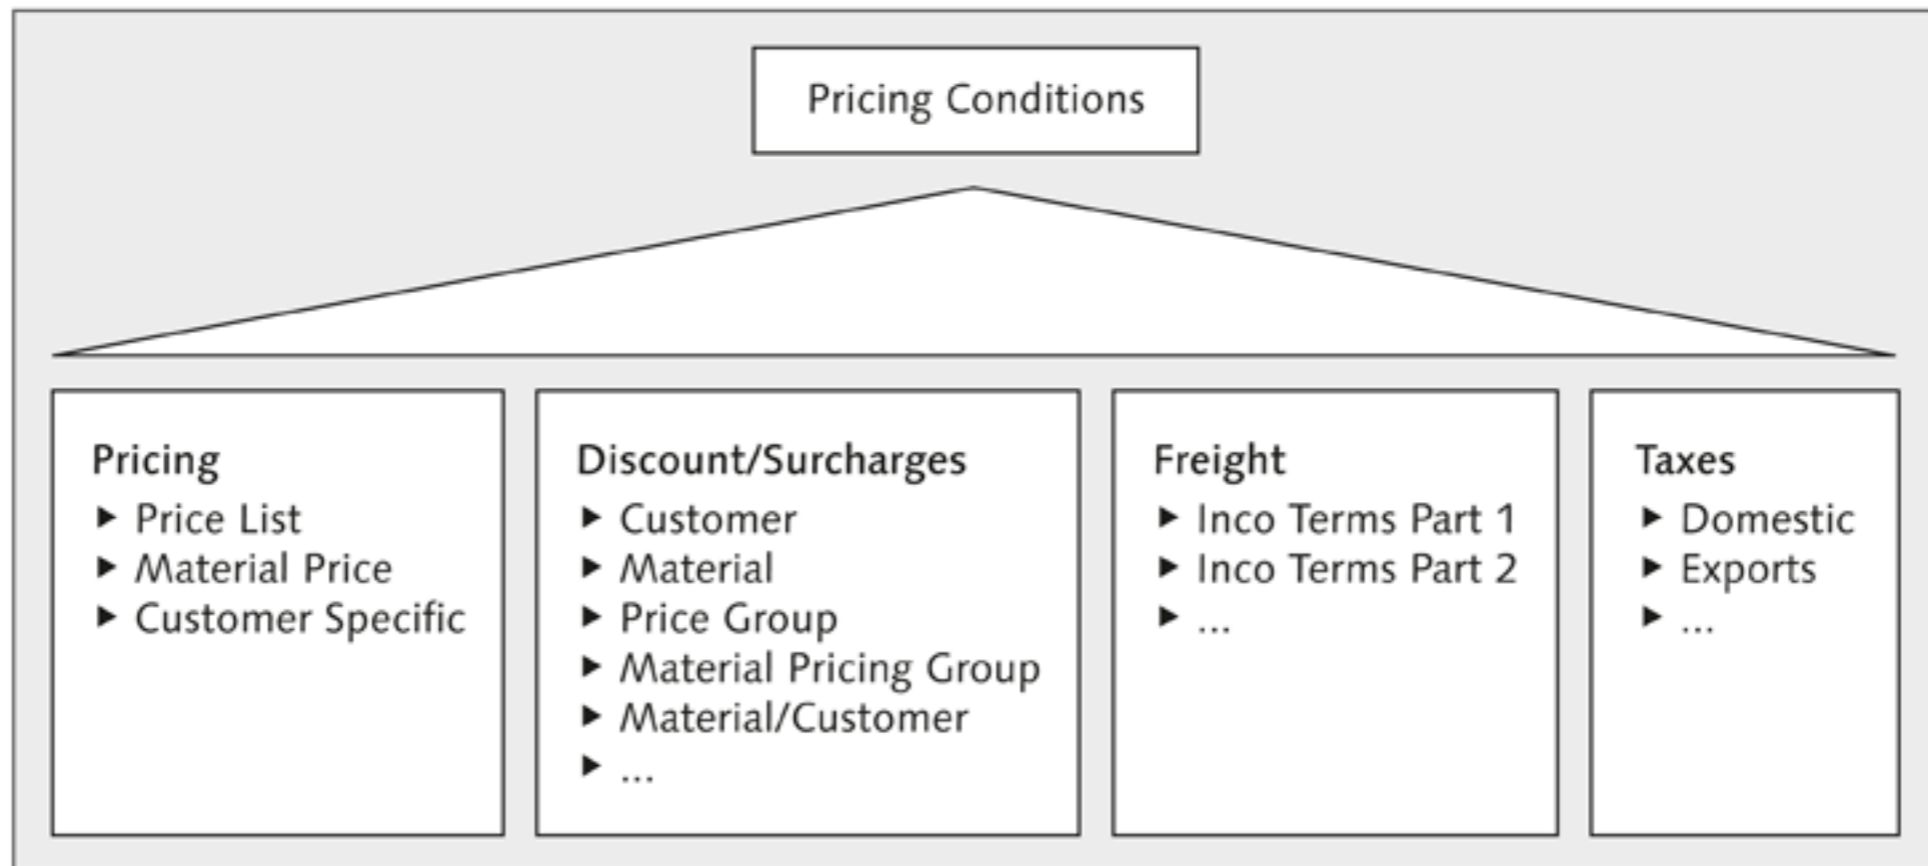 Pricing Conditions
Pricing
▶ Price List
▶ Material Price
▶ Customer Specific
Discount/Surcharges
▶ Customer
▶ Material
▶ Price Group
▶ Material Pricing Group
▶ Material/Customer
▶ ...
Freight
▶ Inco Terms Part 1
▶ Inco Terms Part 2
▶ ...
Taxes
▶ Domestic
▶ Exports
▶ ...